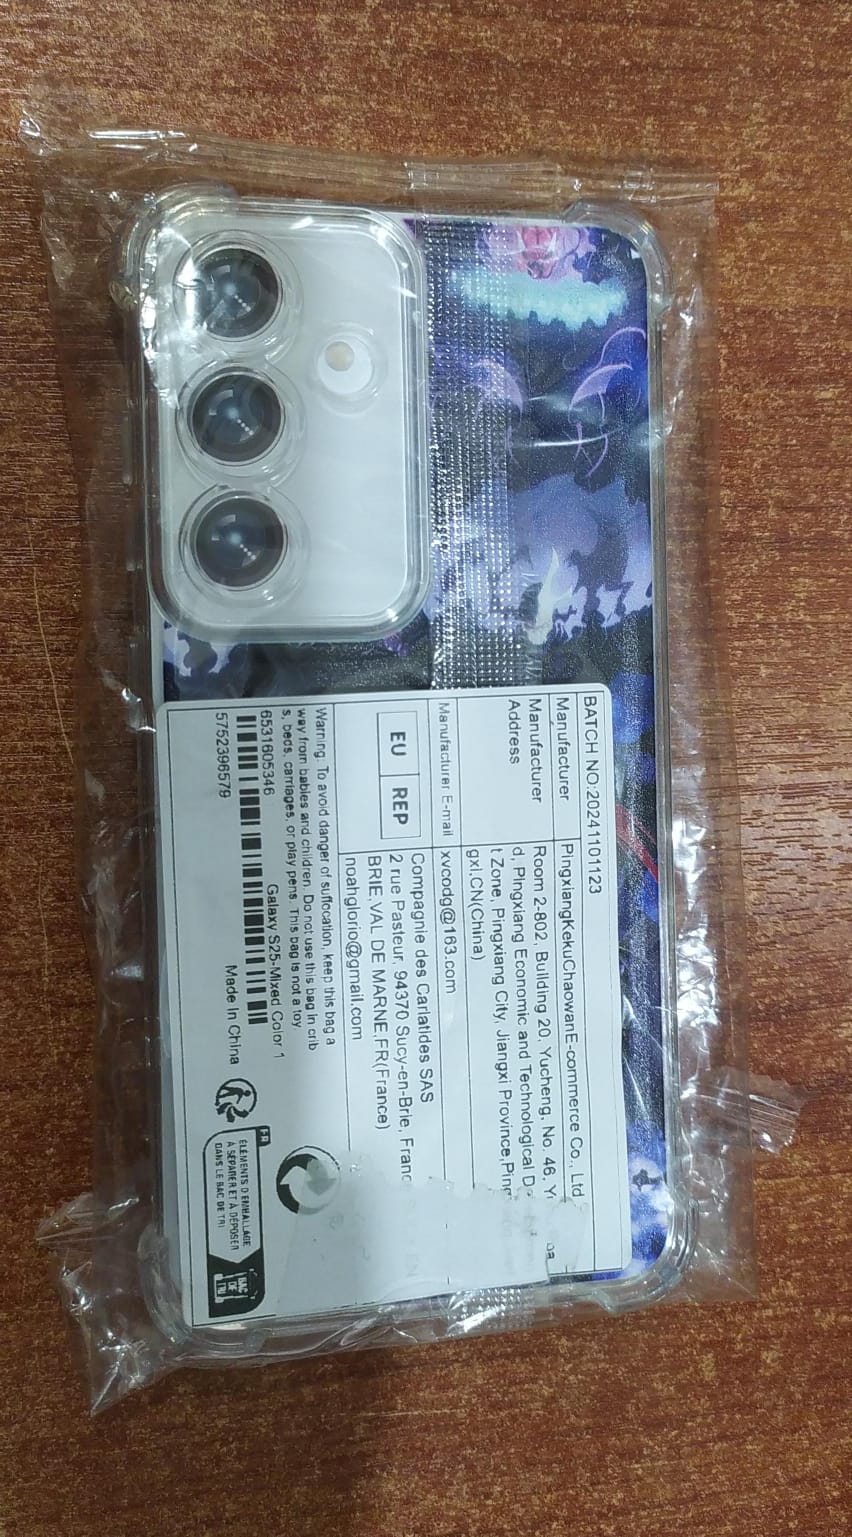 BATCH NO:20241101123
Manufacturer PingxiangKekuChaowanE-commerce Co., Ltd
Manufacturer Address
Room 2-802, Building 20, Yucheng, No. 46,
d, Pingxiang Economic and Technological
t Zone, Pingxiang City, Jiangxi Province,Ping
gxi,CN(China)
Manufacturer E-mail xvcodg@163.com
EU REP
Compagnie des Cariatides SAS
2 rue Pasteur, 94370 Sucy-en-Brie, Franc
BRIE,VAL DE MARNE,FR(France)
noahglorio@gmail.com
Warning: To avoid danger of suffocation, keep this bag a
way from babies and children. Do not use this bag in crib
s, beds, carriages, or play pens. This bag is not a toy
6531605346
Galaxy S25-Mixed Color 1
5752396579
Made In China
FR
ÉLÉMENTS D'EMBALLAGE
À SÉPARER ET À DÉPOSER
DANS LE BAC DE TRI
BAC
DE
TRI